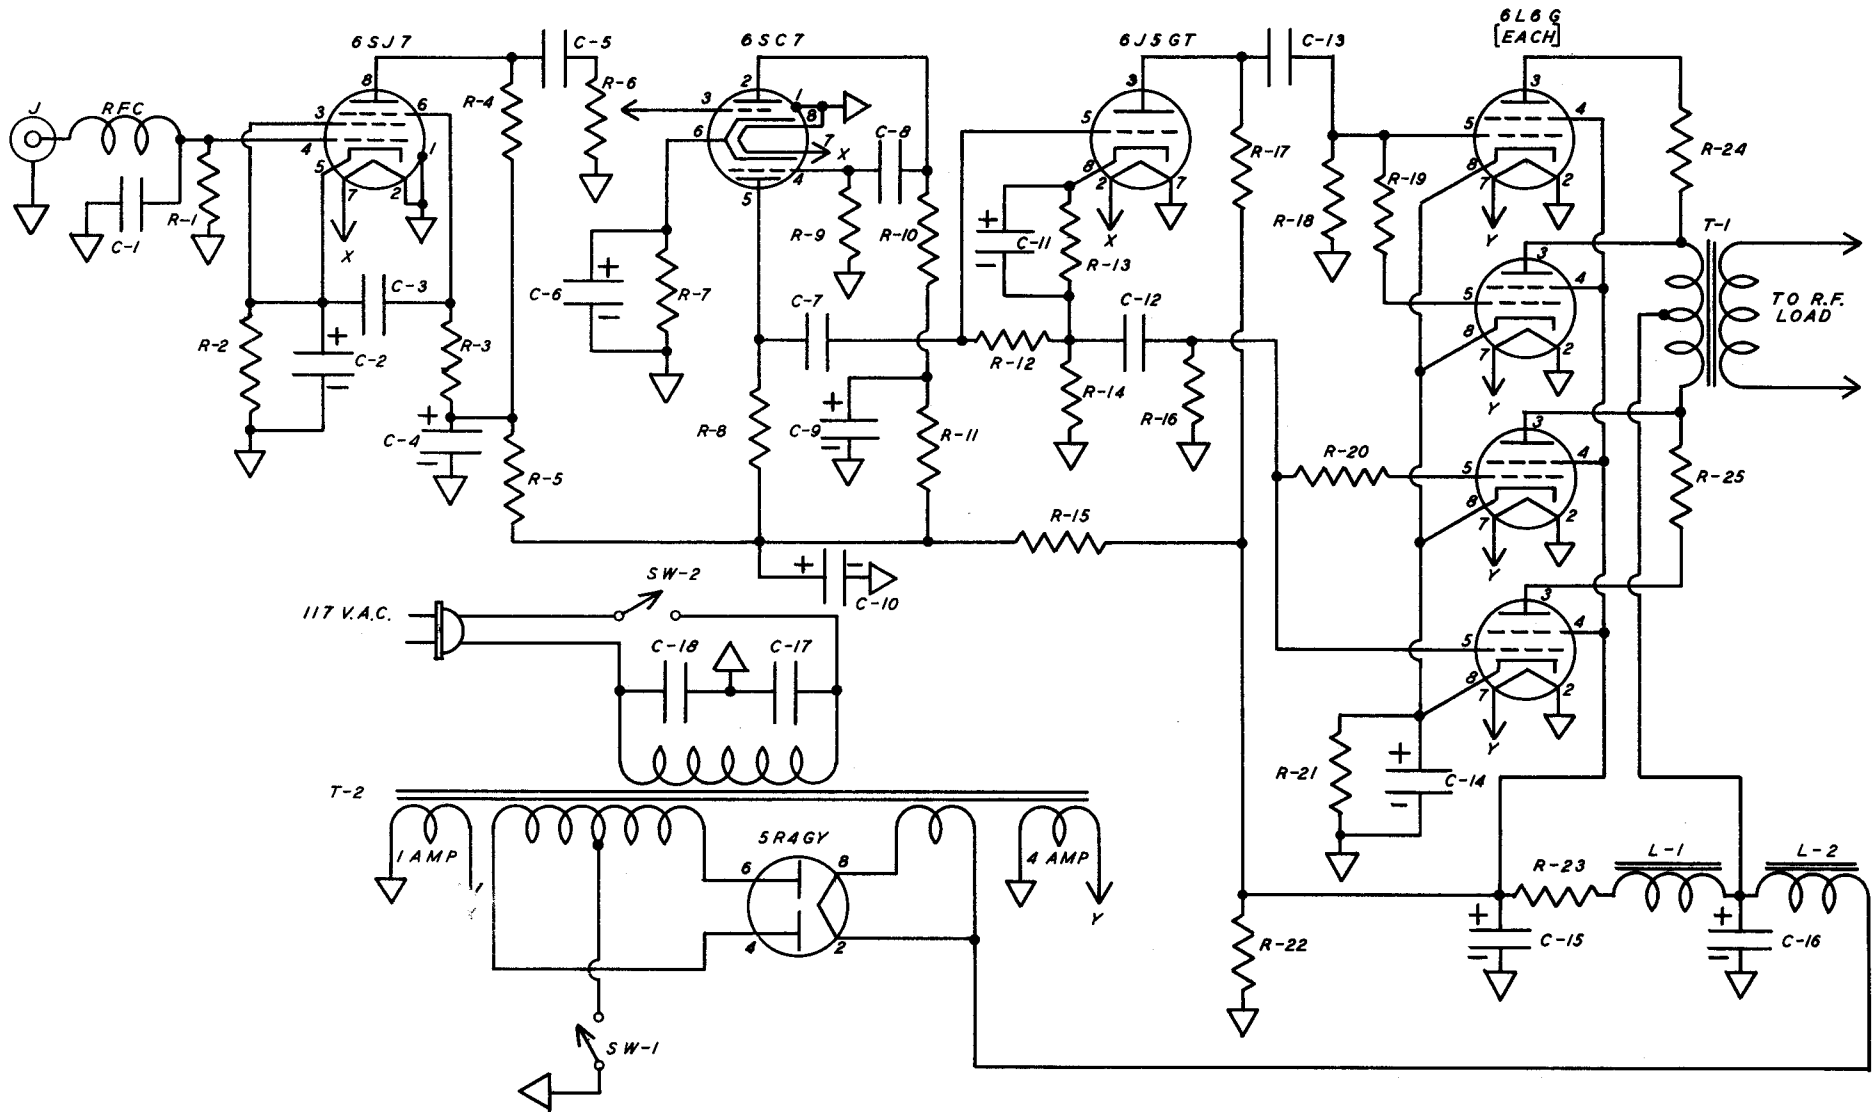 6SJ7
C-5
6SC7
6J5GT
C-13
6L6G
[EACH]
J
RFC
8
3
4
5
7
2
1
6
X
R-4
R-6
3
2
1
8
7
6
4
5
X
C-8
5
3
8
2
7
X
R-17
R-18
R-19
5
3
4
8
7
2
Y
R-24
C-1
R-1
C-3
R-2
+
C-2
−
R-3
+
C-4
−
R-5
C-6
+
−
R-7
R-9
R-10
C-7
+
C-11
−
R-13
C-12
R-12
R-14
R-16
R-8
+
C-9
−
R-11
R-15
+
−
C-10
5
3
4
8
7
2
Y
T-1
TO R.F.
LOAD
R-20
5
3
4
8
7
2
Y
R-25
5
3
4
8
7
2
Y
117 V.A.C.
SW-2
C-18
C-17
R-21
+
C-14
−
T-2
1 AMP
5R4GY
6
8
4
2
4 AMP
Y
SW-1
R-22
R-23
L-1
L-2
+
C-15
−
+
C-16
−